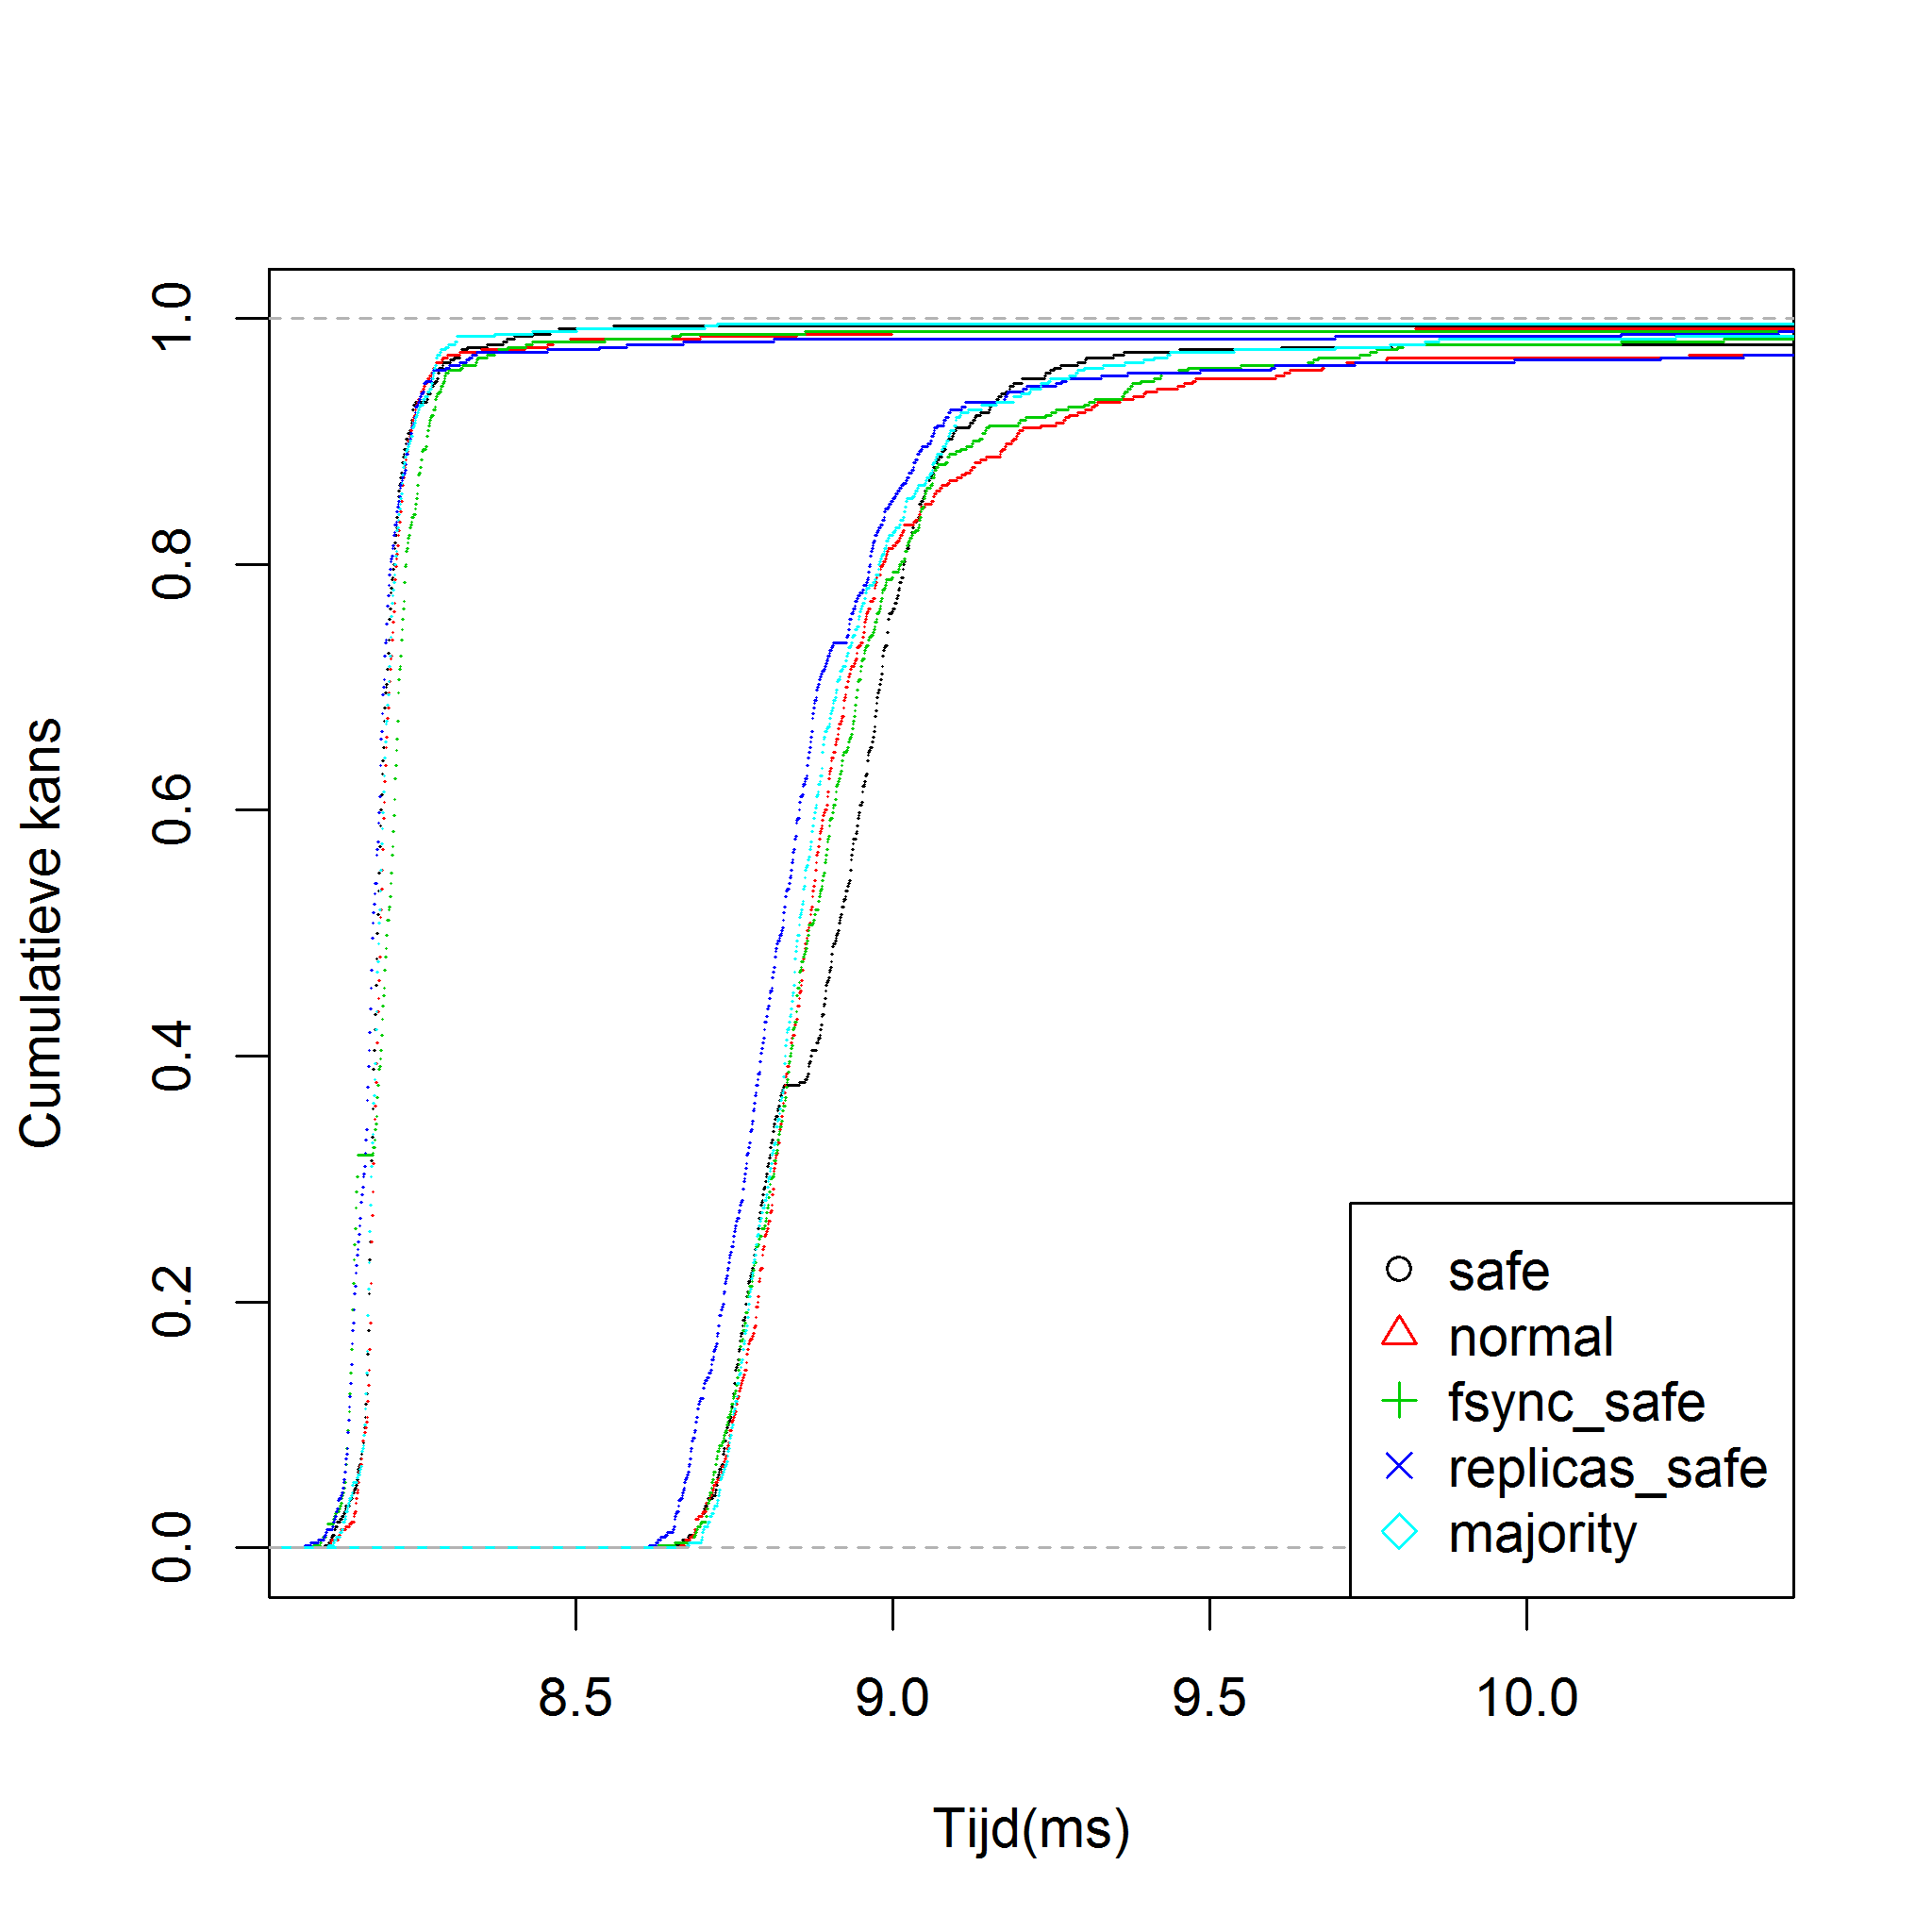 Cumulatieve kans
1.0
0.8
0.6
0.4
0.2
0.0
safe
normal
fsync_safe
replicas_safe
majority
8.5 9.0 9.5 10.0
Tijd(ms)